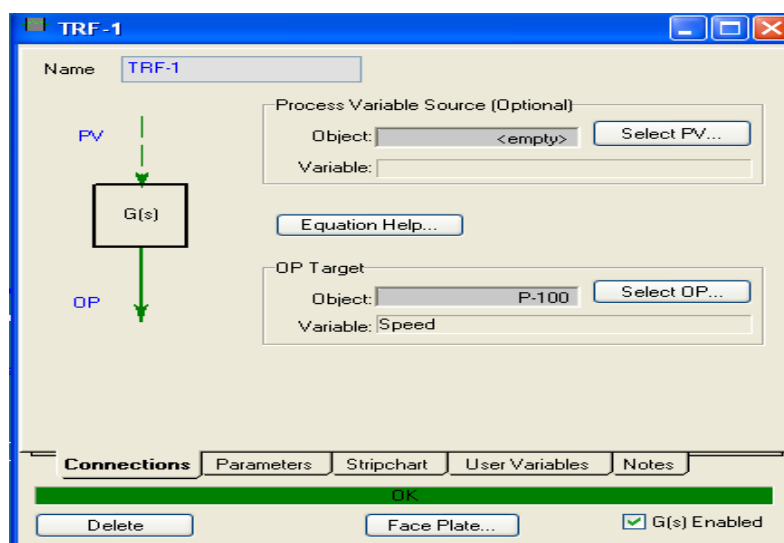 TRF-1
Name TRF-1
Process Variable Source (Optional)
PV Object: <empty> Select PV...
Variable:
G(s)
Equation Help...
OP Target
OP Object: P-100 Select OP...
Variable: Speed
Connections Parameters Stripchart User Variables Notes
OK
Delete Face Plate... G(s) Enabled